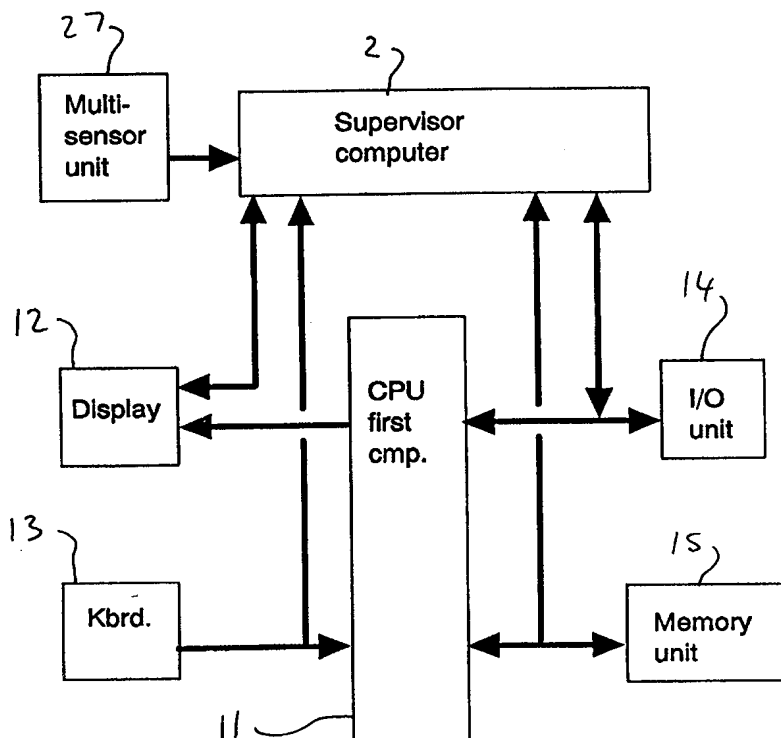 27
2
Multi-
sensor
unit
Supervisor
computer
12
14
Display
CPU
first
cmp.
I/O
unit
13
15
Kbrd.
Memory
unit
11